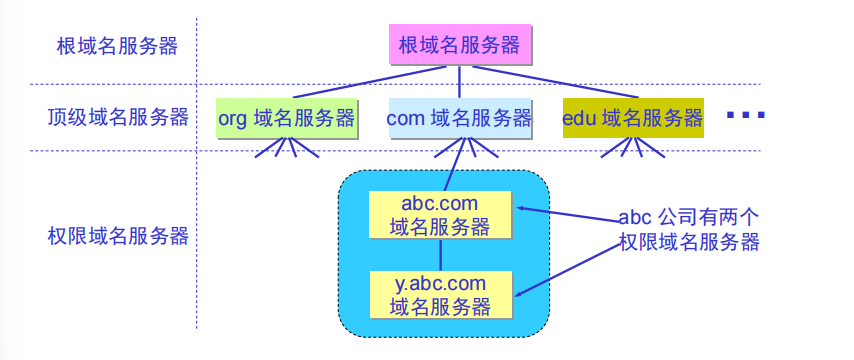 根域名服务器
根域名服务器
顶级域名服务器
org 域名服务器
com 域名服务器
edu 域名服务器
...
权限域名服务器
abc.com
域名服务器
y.abc.com
域名服务器
abc 公司有两个
权限域名服务器